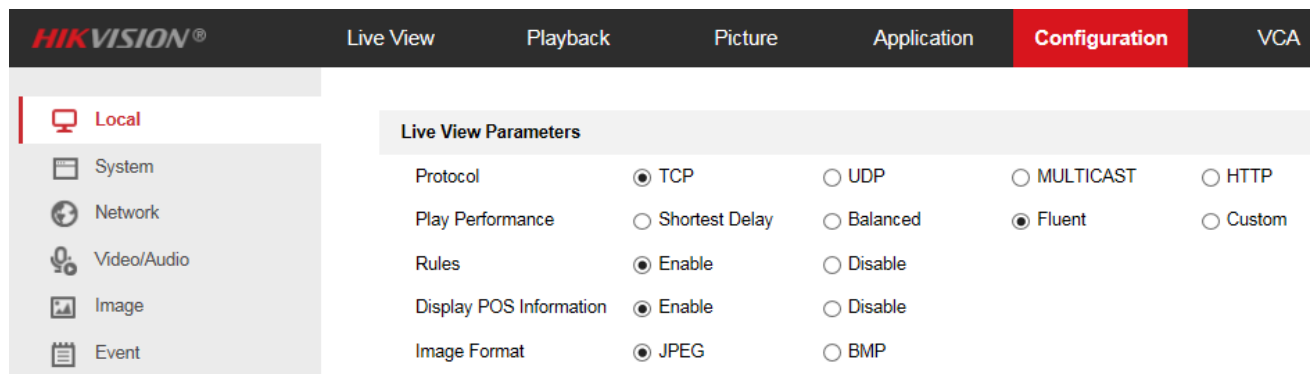 HIKVISION® Live View Playback Picture Application Configuration VCA
Local
System
Network
Video/Audio
Image
Event
Live View Parameters
Protocol TCP UDP MULTICAST HTTP
Play Performance Shortest Delay Balanced Fluent Custom
Rules Enable Disable
Display POS Information Enable Disable
Image Format JPEG BMP